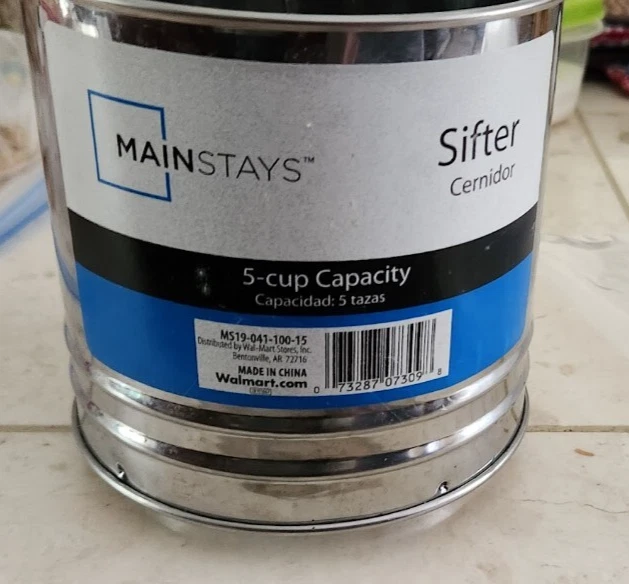 MAINSTAYS™
Sifter
Cernidor
5-cup Capacity
Capacidad: 5 tazas
MS19-041-100-15
Distributed by Wal-Mart Stores, Inc.
Bentonville, AR 72716
MADE IN CHINA
Walmart.com
0 73287 07309 8